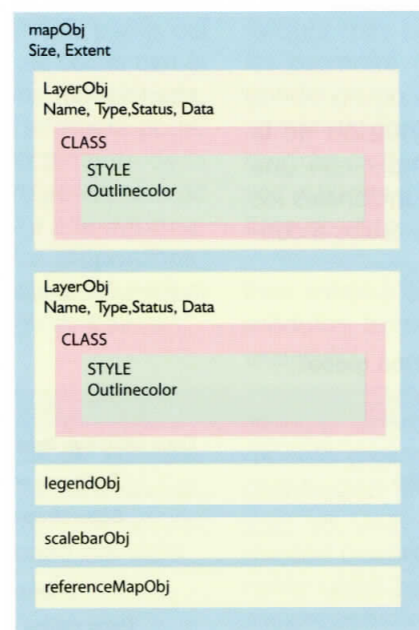 mapObj
Size, Extent
LayerObj
Name, Type,Status, Data
CLASS
STYLE
Outlinecolor
LayerObj
Name, Type,Status, Data
CLASS
STYLE
Outlinecolor
legendObj
scalebarObj
referenceMapObj